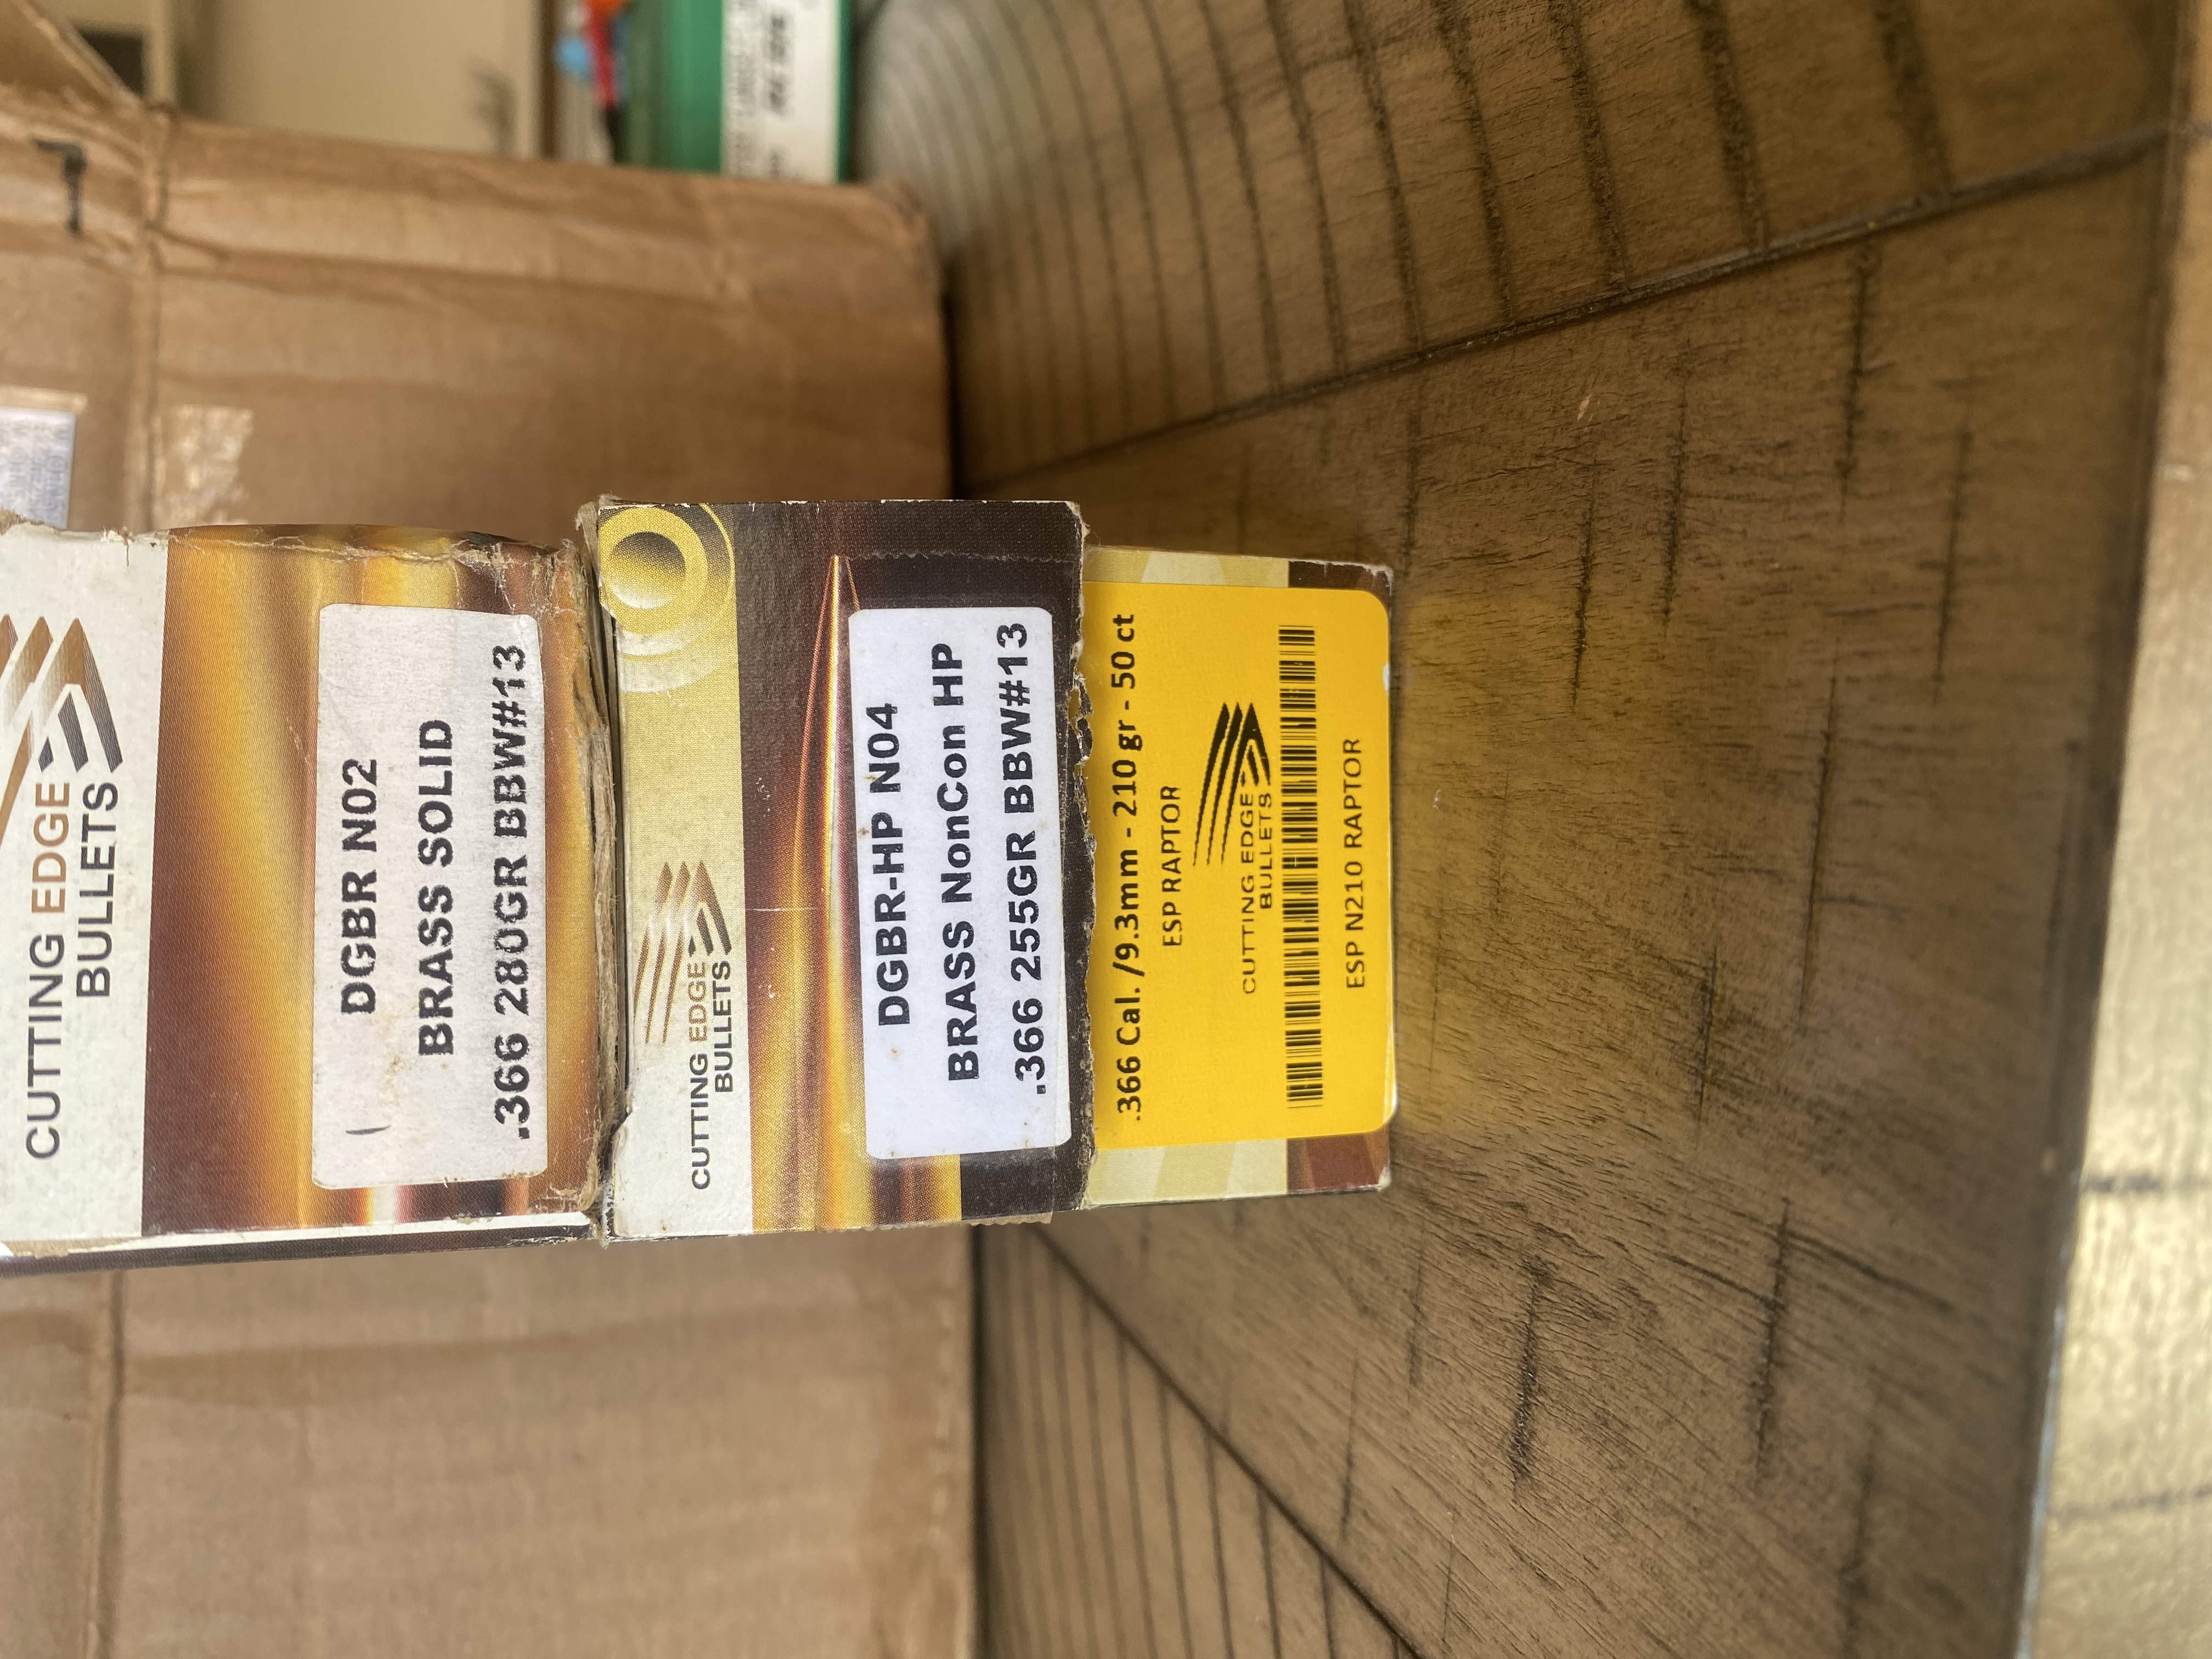 CUTTING EDGE
BULLETS
DGBR N02
BRASS SOLID
.366 280GR BBW#13
CUTTING EDGE
BULLETS
DGBR-HP N04
BRASS NonCon HP
.366 255GR BBW#13
.366 Cal. /9.3mm - 210 gr - 50 ct
ESP RAPTOR
CUTTING EDGE
BULLETS
ESP N210 RAPTOR